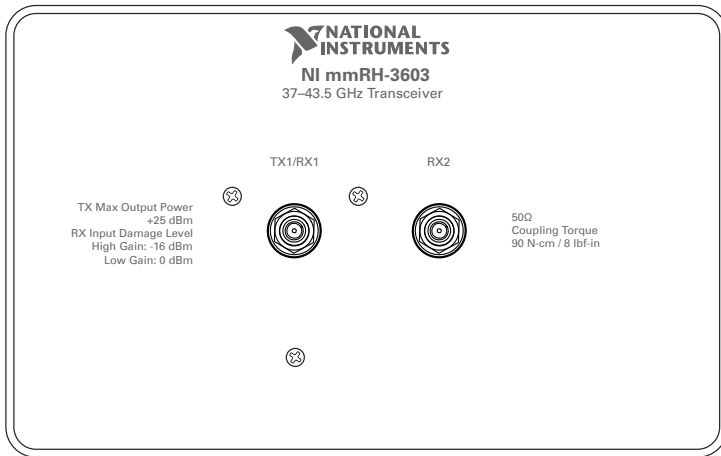 NATIONAL
INSTRUMENTS
NI mmRH-3603
37–43.5 GHz Transceiver
TX1/RX1
RX2
TX Max Output Power
+25 dBm
RX Input Damage Level
High Gain: -16 dBm
Low Gain: 0 dBm
50Ω
Coupling Torque
90 N-cm / 8 lbf-in